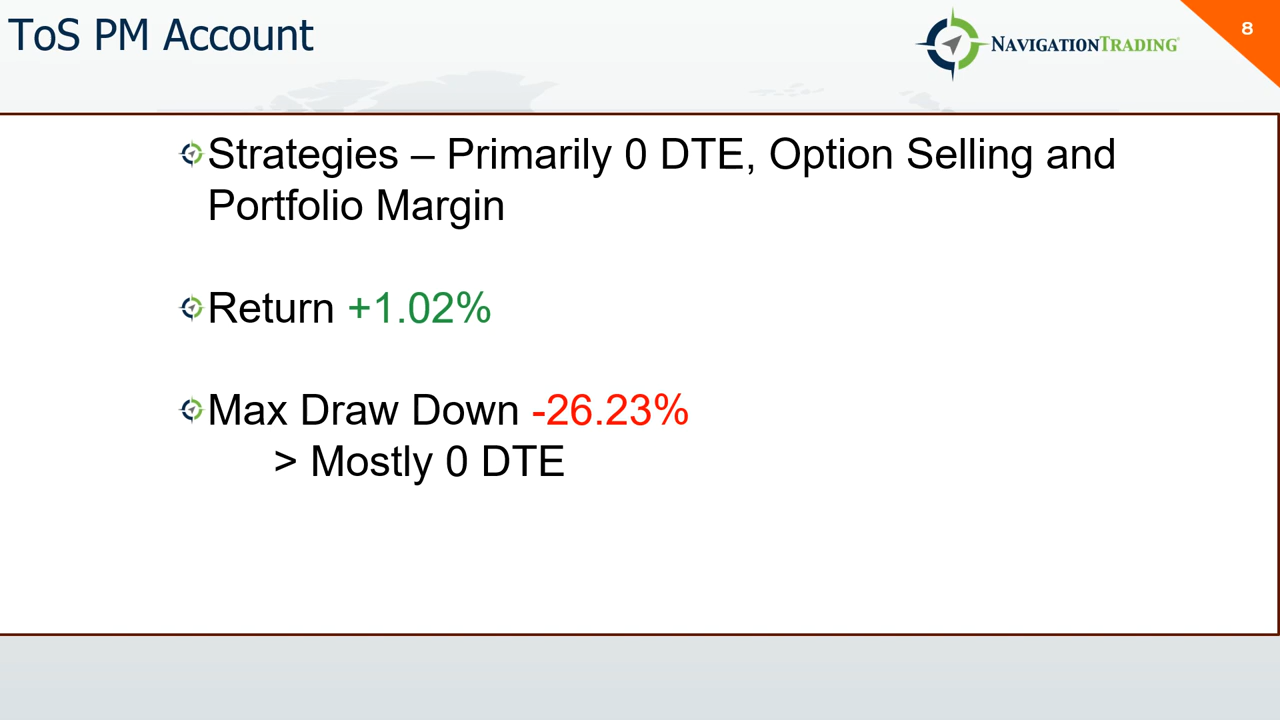 ToS PM Account
NAVIGATIONTRADING
8
Strategies – Primarily 0 DTE, Option Selling and
Portfolio Margin
Return +1.02%
Max Draw Down -26.23%
> Mostly 0 DTE